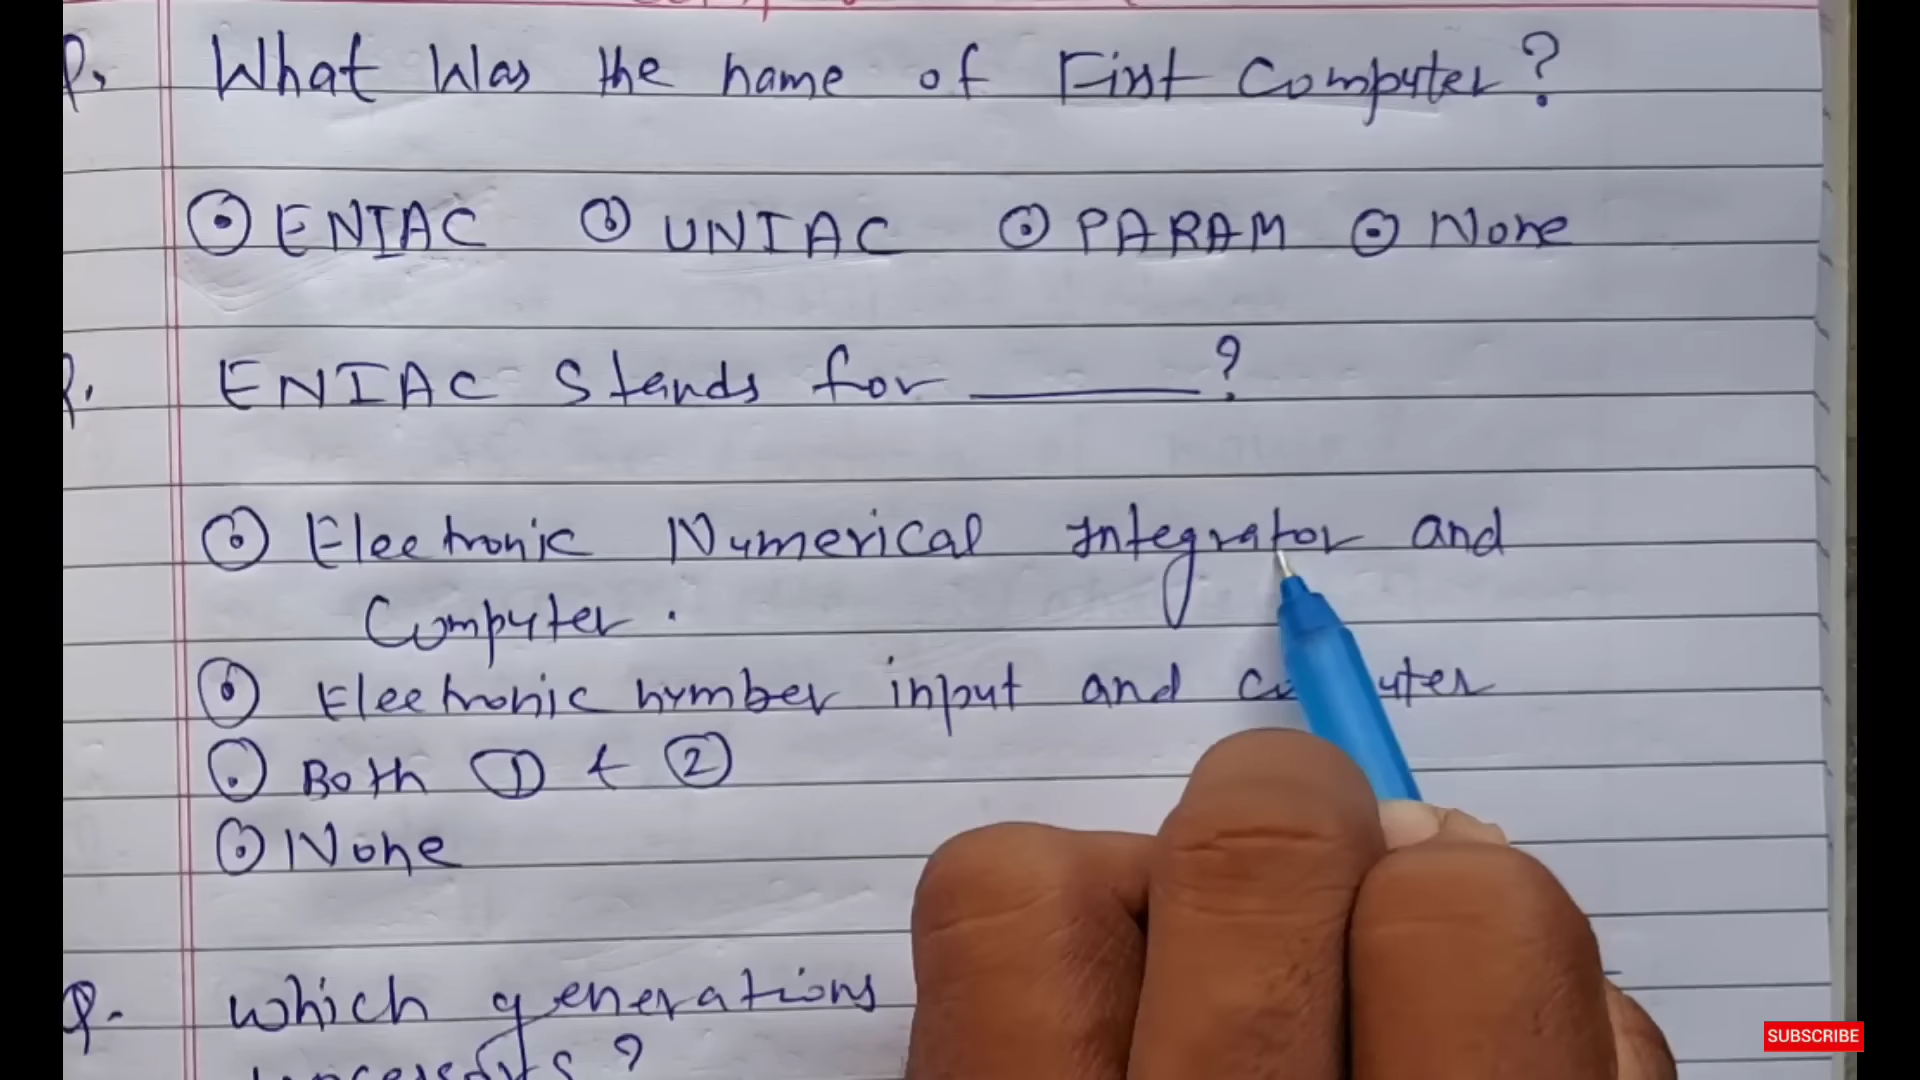 Q. What was the name of First Computer?
ENIAC UNIAC PARAM None
Q. ENIAC Stands for ______?
Electronic Numerical Integrator and
Computer.
Electronic number input and
Both ① & ②
None
Q. which generations
SUBSCRIBE